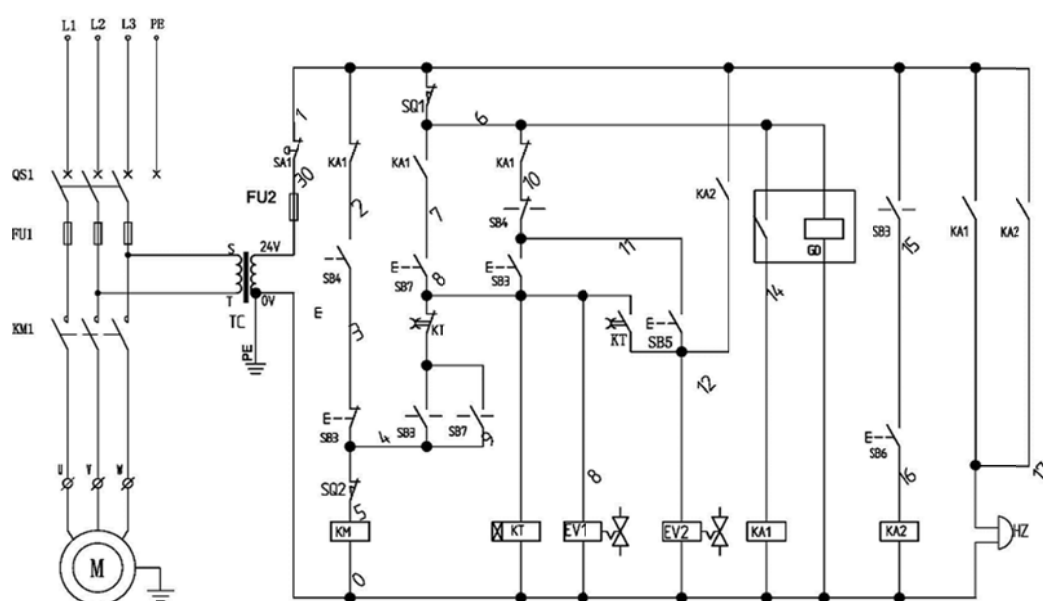 L1 L2 L3 PE
SQ1
1
6
QS1
SA1
KA1
KA1
KA1
30
10
KA2
FU2
2
7
SB4
SB3
KA1
KA2
FU1
11
15
GD
S
24V
8
SB4
SB7
SB3
14
T
0V
TC
E
KM1
3
KT
KT
SB5
PE
12
SB3
4
SB3
SB7
9
SB6
13
U V W
SQ2
5
8
16
KM
KT
EV1
EV2
KA1
KA2
HZ
M
0